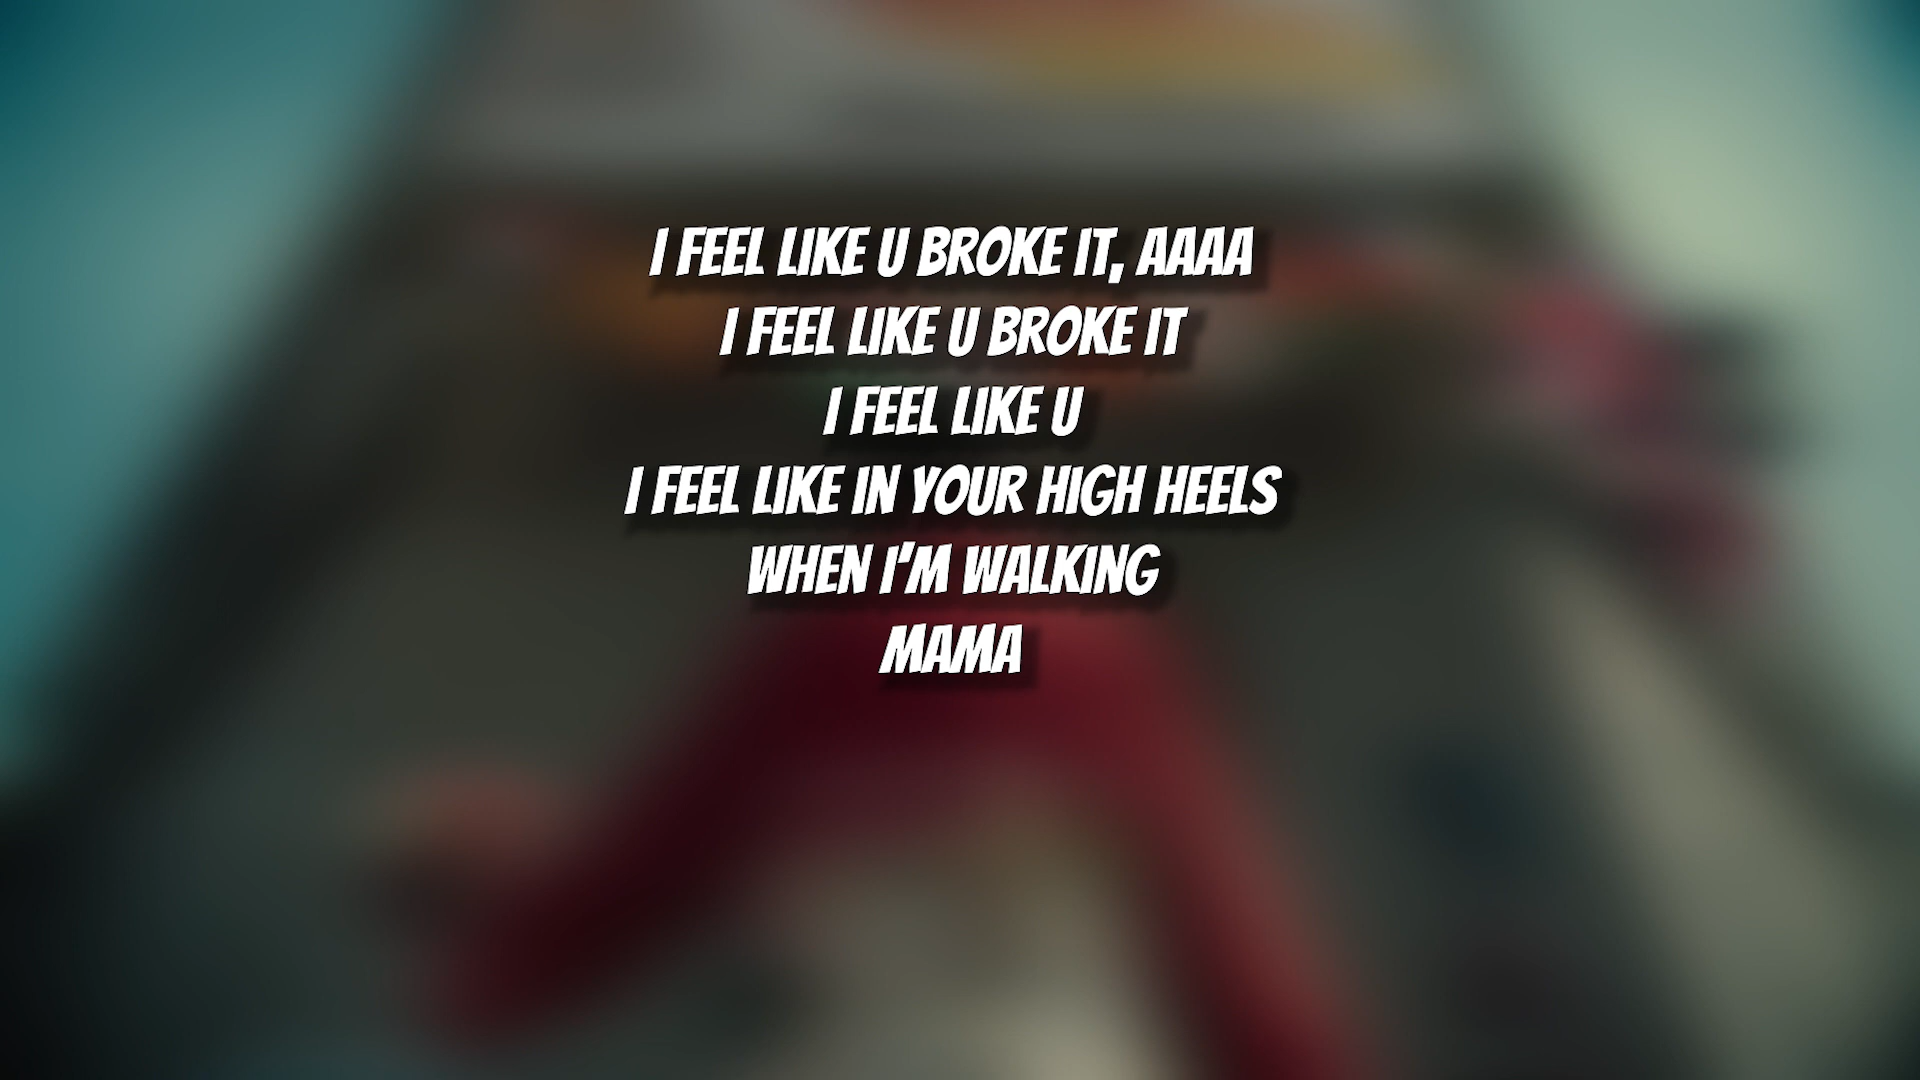 I FEEL LIKE U BROKE IT, AAAA
I FEEL LIKE U BROKE IT
I FEEL LIKE U
I FEEL LIKE IN YOUR HIGH HEELS
WHEN I'M WALKING
MAMA